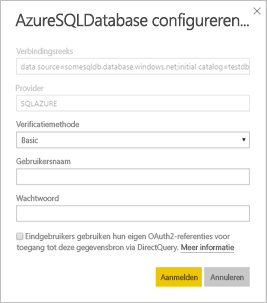 AzureSQLDatabase configureren...
Verbindingsreeks
data source=somesqldb.database.windows.net;initial catalog=testdb
Provider
SQLAZURE
Verificatiemethode
Basic
Gebruikersnaam
Wachtwoord
Eindgebruikers gebruiken hun eigen OAuth2-referenties voor
toegang tot deze gegevensbron via DirectQuery. Meer informatie
Aanmelden
Annuleren